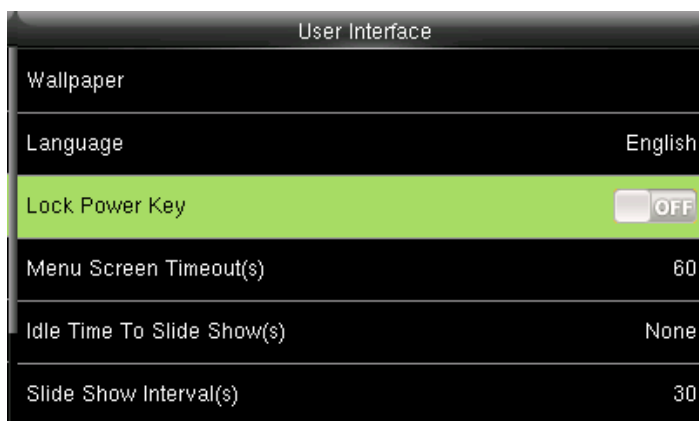 User Interface
Wallpaper
Language English
Lock Power Key OFF
Menu Screen Timeout(s) 60
Idle Time To Slide Show(s) None
Slide Show Interval(s) 30